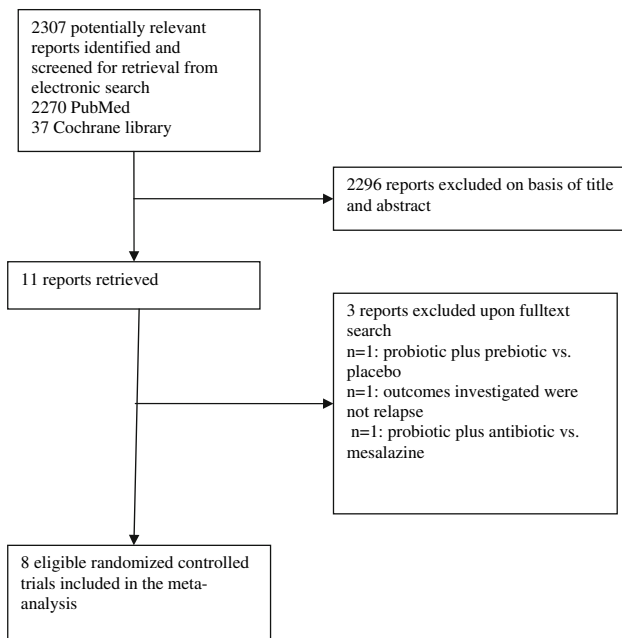 2307 potentially relevant
reports identified and
screened for retrieval from
electronic search
2270 PubMed
37 Cochrane library
2296 reports excluded on basis of title
and abstract
11 reports retrieved
3 reports excluded upon fulltext
search
n=1: probiotic plus prebiotic vs.
placebo
n=1: outcomes investigated were
not relapse
n=1: probiotic plus antibiotic vs.
mesalazine
8 eligible randomized controlled
trials included in the meta-
analysis